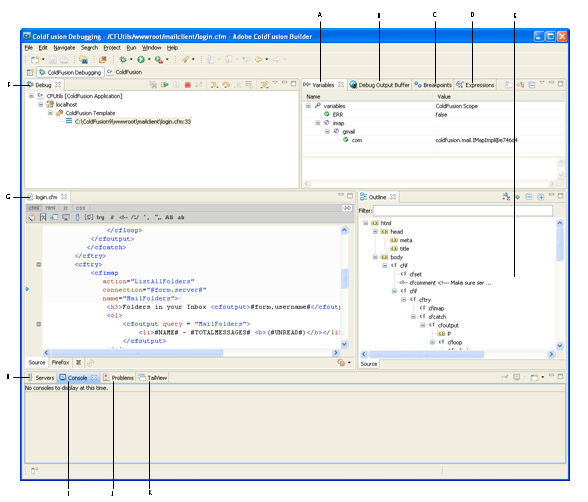 A B C D E
ColdFusion Debugging - /CFUtils/wwwroot/mailclient/login.cfm - Adobe ColdFusion Builder
File Edit Navigate Search Project Run Window Help
ColdFusion Debugging ColdFusion
F Debug
CFUtils [ColdFusion Application]
localhost
ColdFusion Template
C:\ColdFusion9\wwwroot\mailclient\login.cfm:33
Variables Debug Output Buffer Breakpoints Expressions
Name Value
variables ColdFusion Scope
ERR false
imap
gmail
com coldfusion.mail.IMapImpl@e746d4
G login.cfm
cfml html js css
</cfloop>
</cfoutput>
</cfcatch>
</cftry>
<cftry>
<cfimap
action="ListAllFolders"
connection="#form.server#"
name="MailFolders">
<h3>Folders in your Inbox <cfoutput>#form.username#</cfoutp
<ol>
<cfoutput query = "MailFolders">
<li>#NAME# - #TOTALMESSAGES# <b>(#UNREAD#)</b></li
</cfoutput>
Source Firefox
Outline
Filter:
html
head
meta
title
body
cfif
cfset
cfcomment <!--- Make sure ser ...
cfif
cftry
cfimap
cfcatch
cfoutput
P
cfloop
Source
H Servers Console Problems TailView
No consoles to display at this time.
I J K